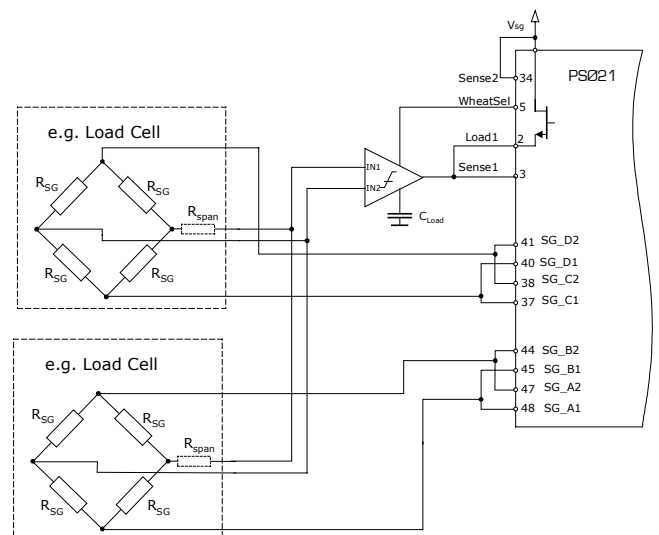 Vsg
PSØ21
Sense2
34
WheatSel
5
e.g. Load Cell
Load1
2
IN1
IN2
Sense1
3
RSG
RSG
Rspan
CLoad
41 SG_D2
40 SG_D1
RSG
RSG
38 SG_C2
37 SG_C1
e.g. Load Cell
44 SG_B2
45 SG_B1
47 SG_A2
48 SG_A1
RSG
RSG
Rspan
RSG
RSG